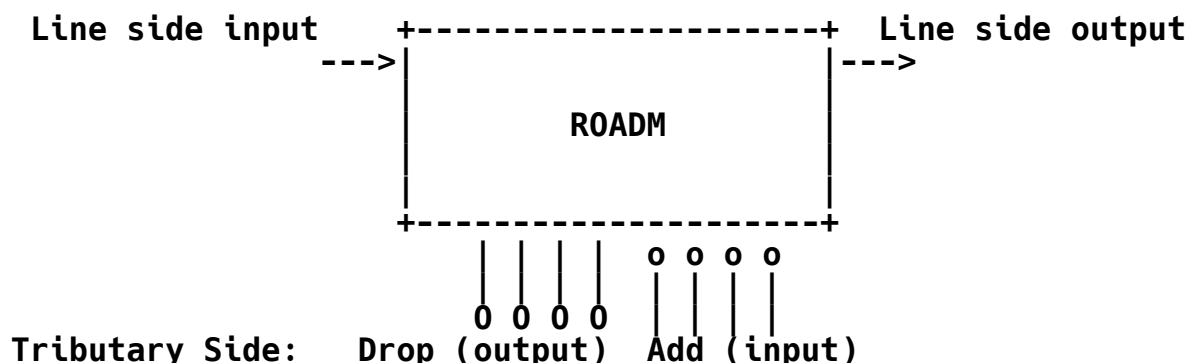 Line side input    +---------------------+  Line side output
                --->|                     |--->
                    |                     |
                    |        ROADM        |
                    |                     |
                    |                     |
                    +---------------------+
                        | | | |  o o o o
                        | | | |  | | | |
                        O O O O  | | | |
Tributary Side:   Drop (output)  Add (input)